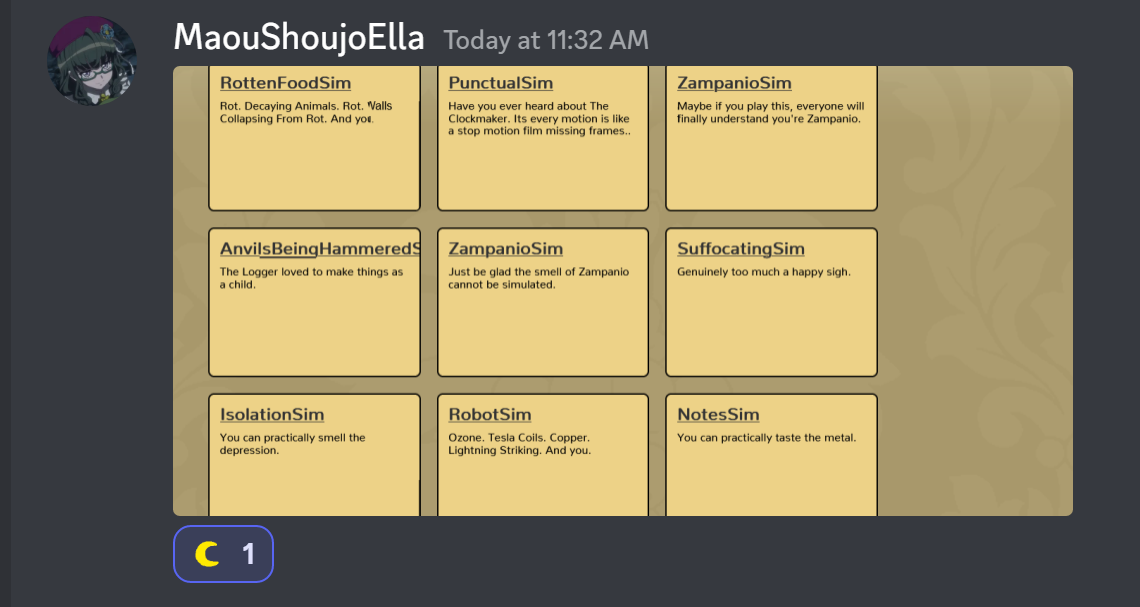 MaouShoujoElla Today at 11:32 AM
RottenFoodSim
Rot. Decaying Animals. Rot. Walls
Collapsing From Rot. And you.
PunctualSim
Have you ever heard about The
Clockmaker. Its every motion is like
a stop motion film missing frames..
ZampanioSim
Maybe if you play this, everyone will
finally understand you're Zampanio.
AnvilsBeingHammeredS
The Logger loved to make things as
a child.
ZampanioSim
Just be glad the smell of Zampanio
cannot be simulated.
SuffocatingSim
Genuinely too much a happy sigh.
IsolationSim
You can practically smell the
depression.
RobotSim
Ozone. Tesla Coils. Copper.
Lightning Striking. And you.
NotesSim
You can practically taste the metal.
1